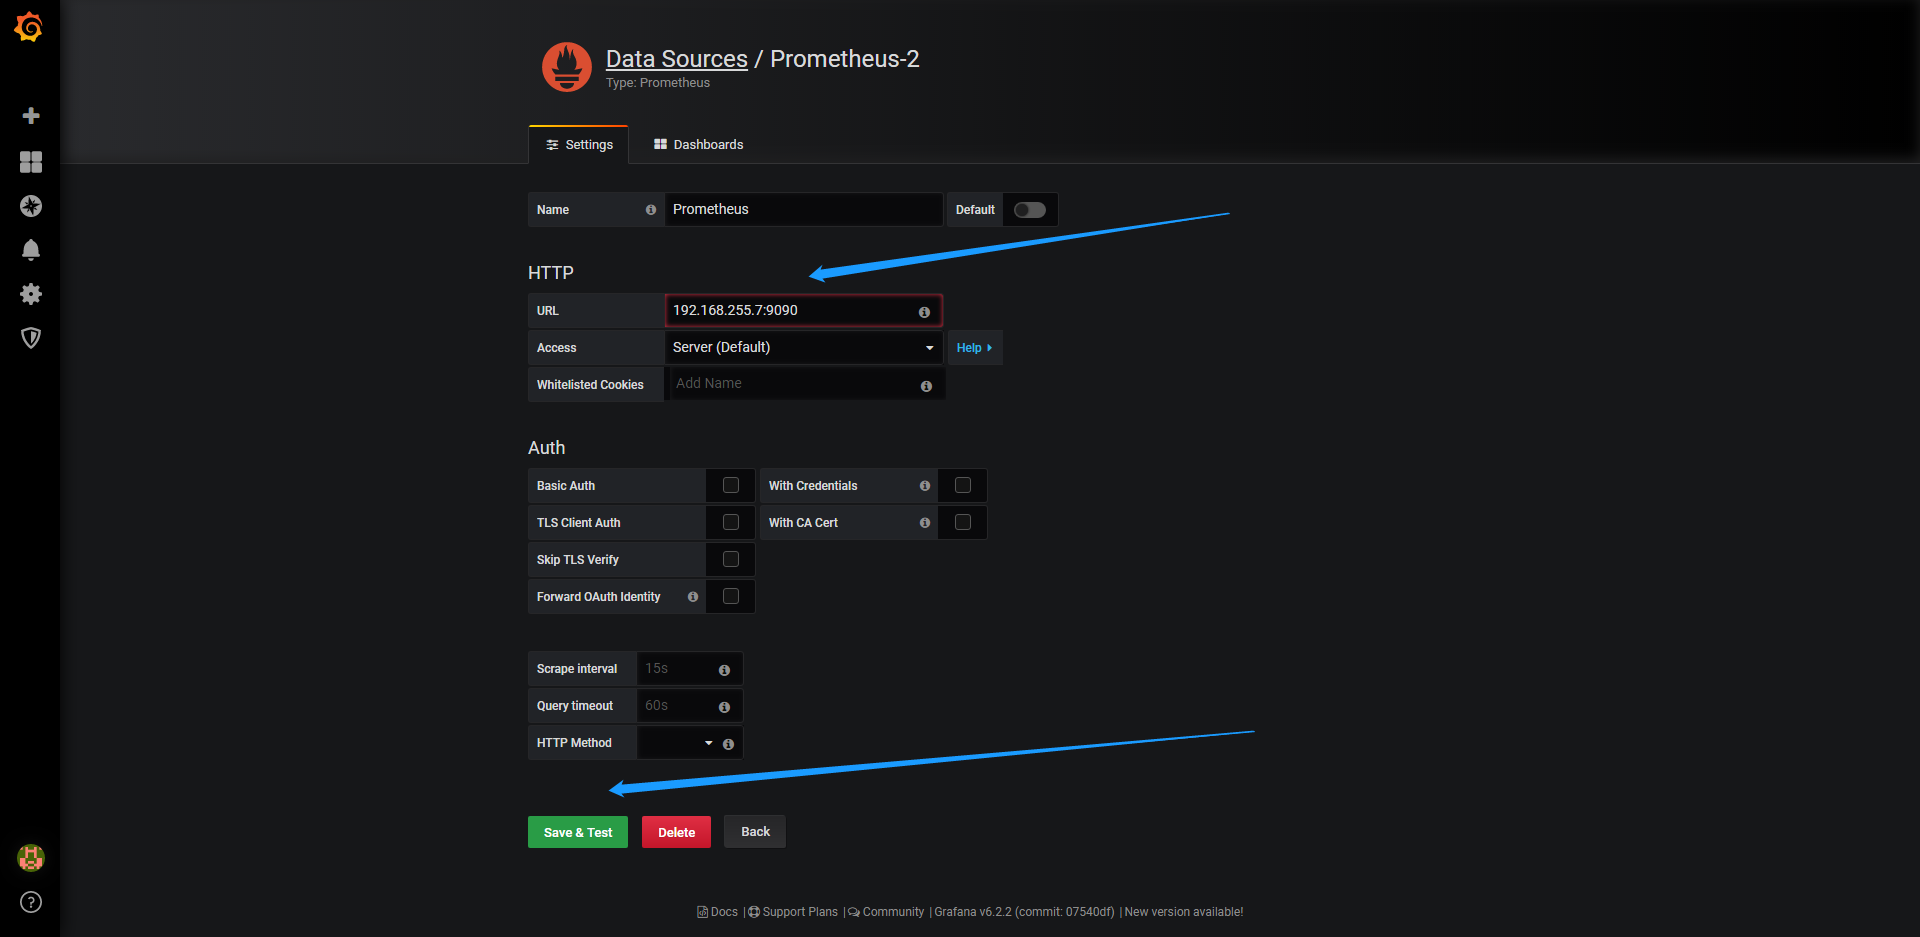 Data Sources / Prometheus-2
Type: Prometheus
Settings
Dashboards
Name
Prometheus
Default
HTTP
URL
192.168.255.7:9090
Access
Server (Default)
Help
Whitelisted Cookies
Add Name
Auth
Basic Auth
With Credentials
TLS Client Auth
With CA Cert
Skip TLS Verify
Forward OAuth Identity
Scrape interval
15s
Query timeout
60s
HTTP Method
Save & Test
Delete
Back
Docs | Support Plans | Community | Grafana v6.2.2 (commit: 07540df) | New version available!